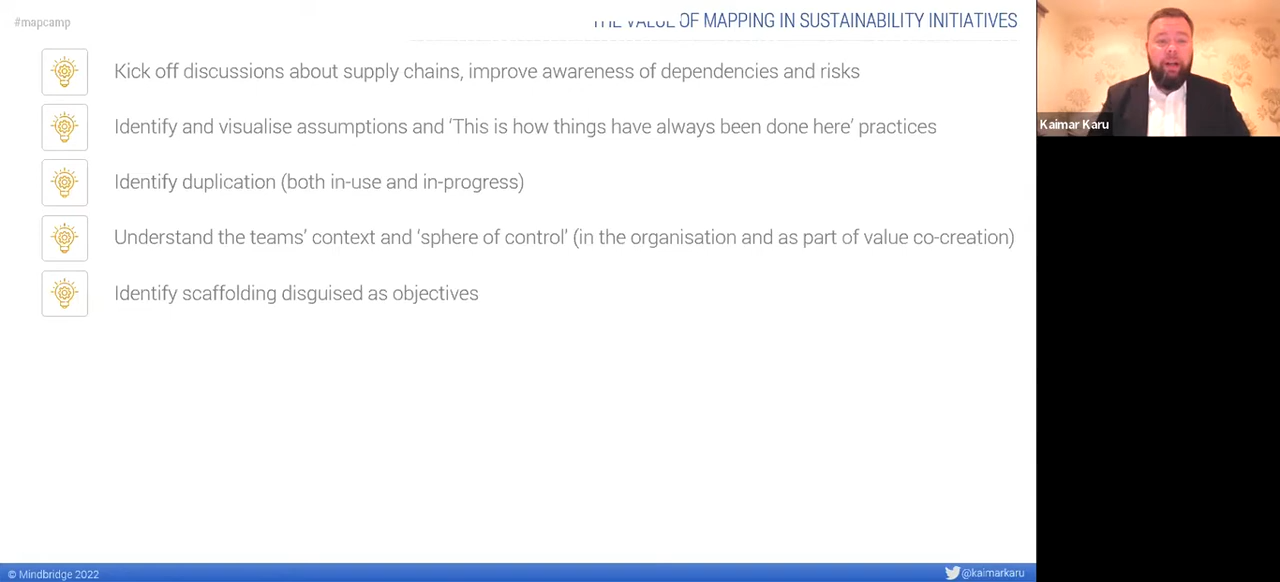 #mapcamp
THE VALUE OF MAPPING IN SUSTAINABILITY INITIATIVES
Kick off discussions about supply chains, improve awareness of dependencies and risks
Identify and visualise assumptions and ‘This is how things have always been done here’ practices
Identify duplication (both in-use and in-progress)
Understand the teams’ context and ‘sphere of control’ (in the organisation and as part of value co-creation)
Identify scaffolding disguised as objectives
Kaimar Karu
© Mindbridge 2022
@kaimarkaru